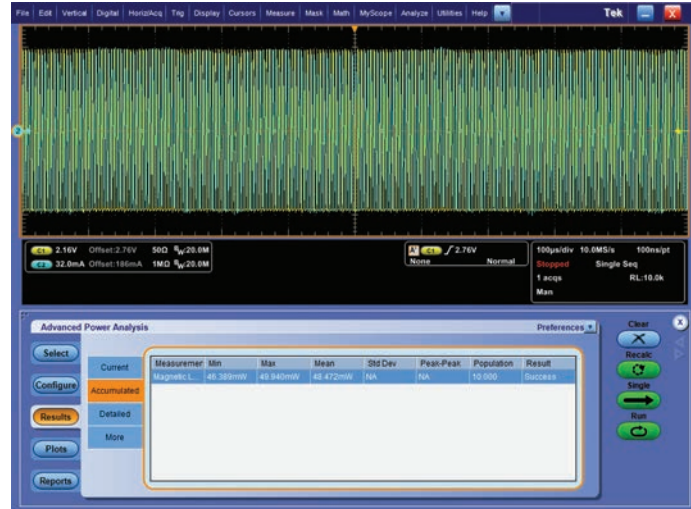 File Edit Vertical Digital Horiz/Acq Trig Display Cursors Measure Mask Math MyScope Analyze Utilities Help Tek
2
C1 2.16V Offset:2.76V 50Ω BW:20.0M
C2 32.0mA Offset:186mA 1MΩ BW:20.0M
A' C1 2.76V
None Normal
100µs/div 10.0MS/s 100ns/pt
Stopped Single Seq
1 acqs RL:10.0k
Man
Advanced Power Analysis Preferences
Clear
Select
Configure
Results
Plots
Reports
Current
Accumulated
Detailed
More
Measuremer Min Max Mean Std Dev Peak-Peak Population Result
Magnetic L... 46.389mW 49.940mW 48.472mW NA NA 10.000 Success
Recalc
Single
Run